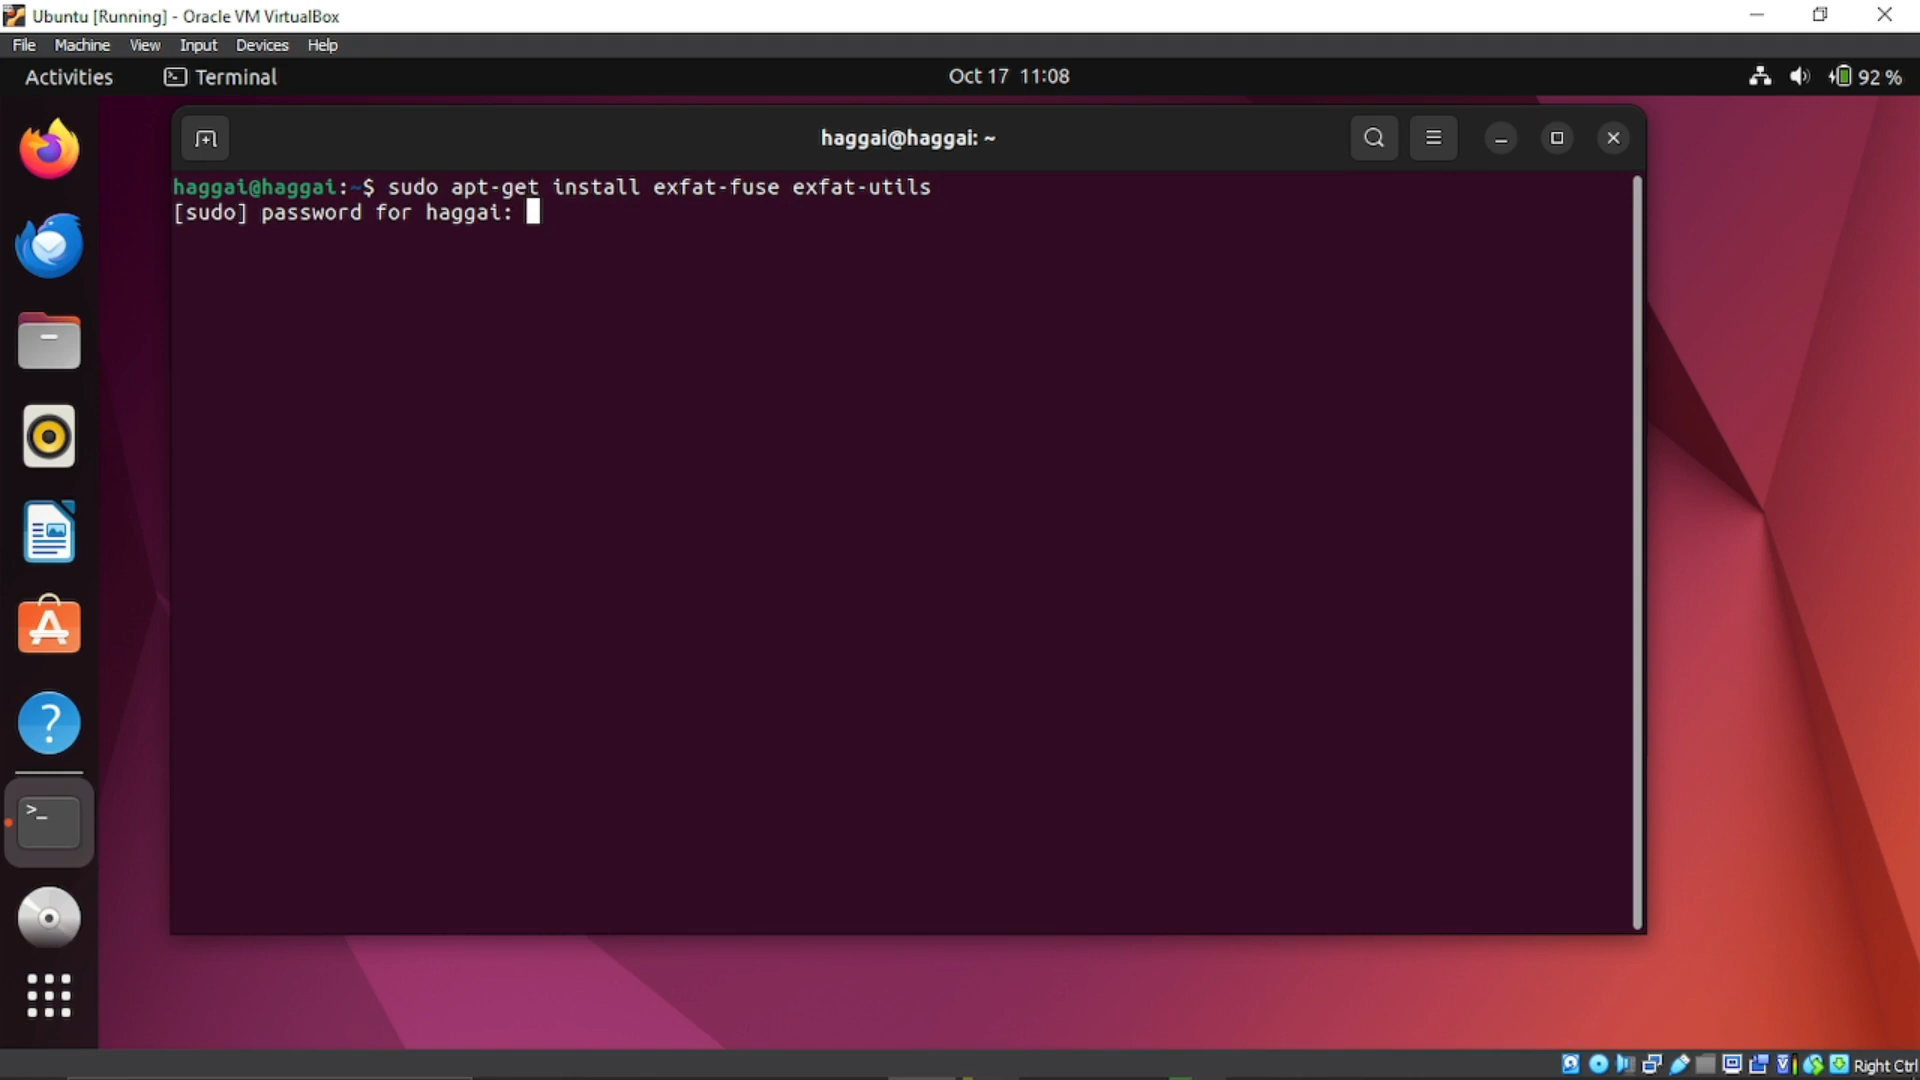 Ubuntu [Running] - Oracle VM VirtualBox
File Machine View Input Devices Help
Activities Terminal Oct 17 11:08 92 %
haggai@haggai: ~
haggai@haggai:~$ sudo apt-get install exfat-fuse exfat-utils
[sudo] password for haggai:
Right Ctrl